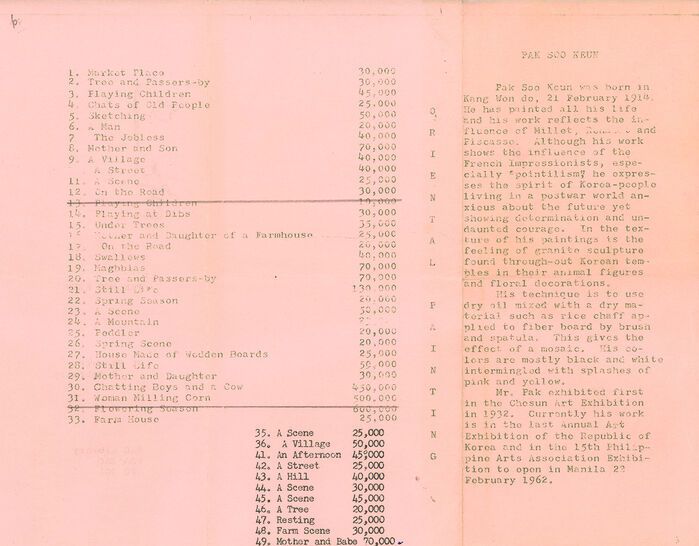 1. Market Place 30,000
2. Tree and Passers-by 30,000
3. Playing Children 45,000
4. Chats of Old People 25.000
5. Sketching 50,000
6. A Man 20,000
7 The Jobless 40,000
8. Mother and Son 70,000
9. A Village 40,000
A Street 40,000
11. A Scene 25,000
12. On the Road 30,000
13. Playing Children
14. Playing at Dibs 30,000
15. Under Trees 35,000
Mother and Daughter of a Farmhouse 25,000
On the Road 20,000
18. Swallows 40,000
19. Magbbias 70,000
20. Tree and Passers-by 70,000
21. Still Life 130,000
22. Spring Season 20.000
23. A Scene 50,000
24. A Mountain
25. Peddler 20,000
26. Spring Scene 20,000
27. House Made of Wodden Boards 25,000
28. Still Life 50,000
29. Mother and Daughter 30,000
30. Chatting Boys and a Cow 450,000
31. Woman Milling Corn 500,000
32. Flowering Season 600,000
33. Farm House 25,000
35. A Scene 25,000
36. A Village 50,000
41. An Afternoon 45,000
42. A Street 25,000
43. A Hill 40,000
44. A Scene 30,000
45. A Scene 45,000
46. A Tree 20,000
47. Resting 25,000
48. Farm Scene 30,000
49. Mother and Babe 70,000
ORIENTAL
PAINTING
PAK SOO KEUN
Pak Soo Keun was born in
Kang Won do, 21 February 1914.
He has painted all his life
and his work reflects the in-
fluence of Millet, and
Piscasso. Although his work
shows the influence of the
French Impressionists, espe-
cially "pointilism" he expres-
ses the spirit of Korea-people
living in a postwar world an-
xious about the future yet
showing determination and un-
daunted courage. In the tex-
ture of his paintings is the
feeling of granite sculpture
found through-out Korean tem-
ples in their animal figures
and floral decorations.
His technique is to use
dry oil mixed with a dry ma-
terial such as rice chaff ap-
plied to fiber board by brush
and spatula. This gives the
effect of a mosaic. His co-
lors are mostly black and white
intermingled with splashes of
pink and yellow.
Mr. Pak exhibited first
in the Chosun Art Exhibition
in 1932. Currently his work
is in the last Annual Art
Exhibition of the Republic of
Korea and in the 15th Philip-
pine Arts Association Exhibi-
tion to open in Manila 22
February 1962.